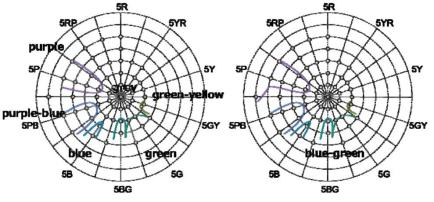 5R 5R
5RP 5YR 5RP 5YR
purple
5P 5Y 5P 5Y
grey
green-yellow
purple-blue
5PB 5GY 5PB 5GY
blue green blue-green
5B 5G 5B 5G
5BG 5BG